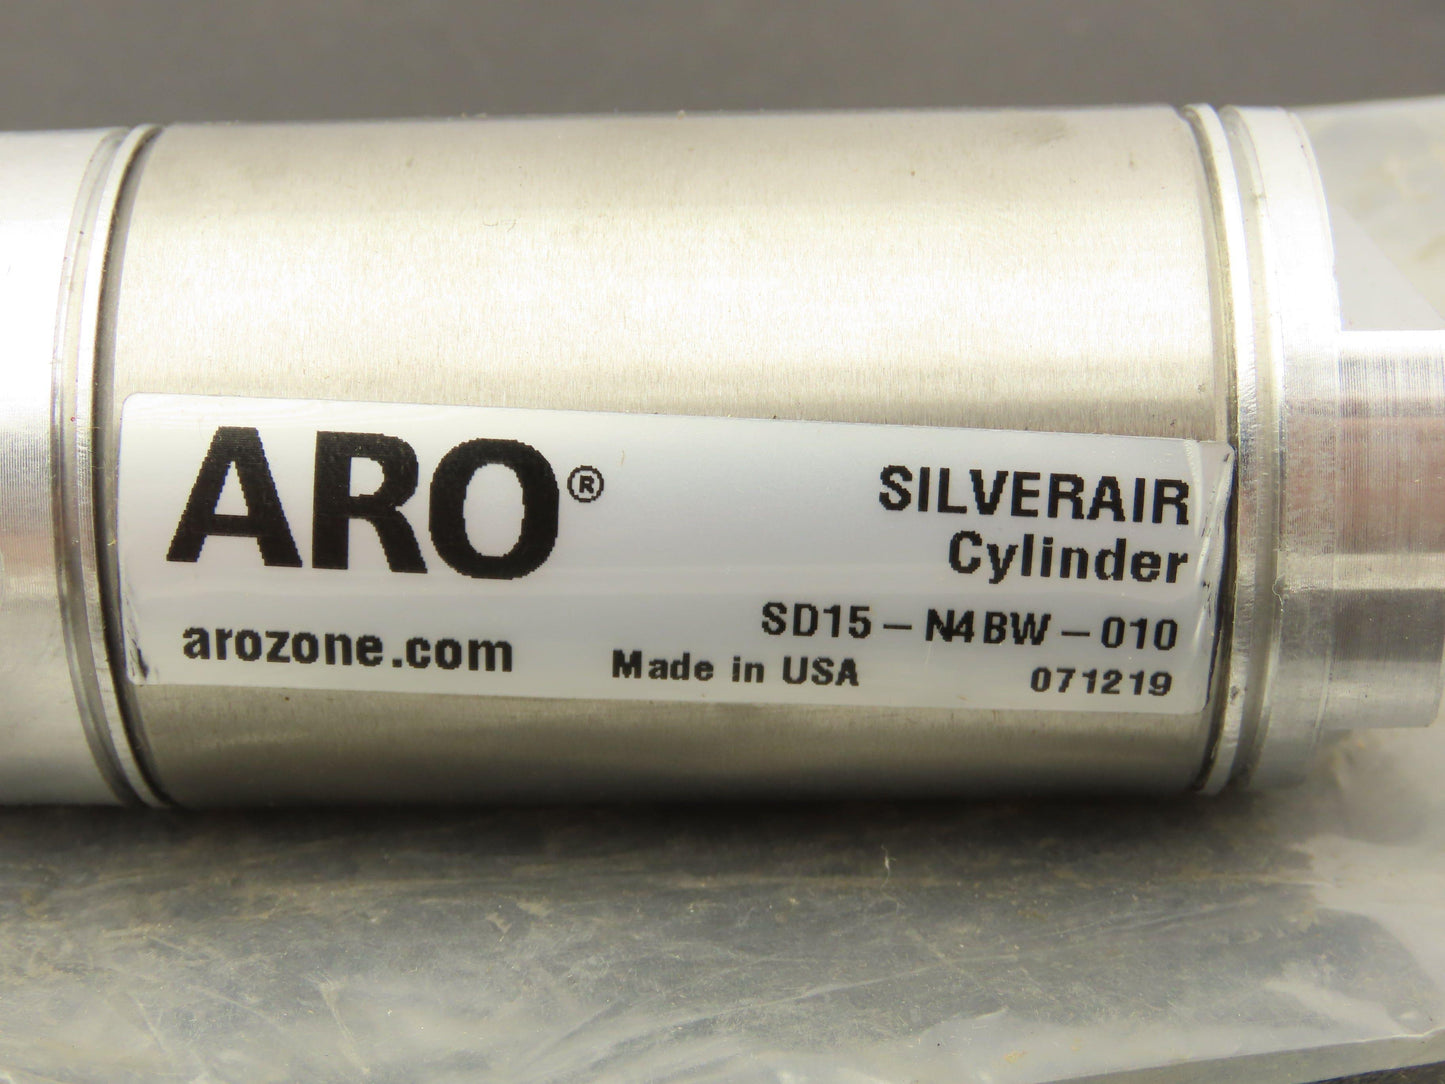 ARO®
arozone.com
SILVERAIR
Cylinder
SD15-N4BW-010
Made in USA
071219